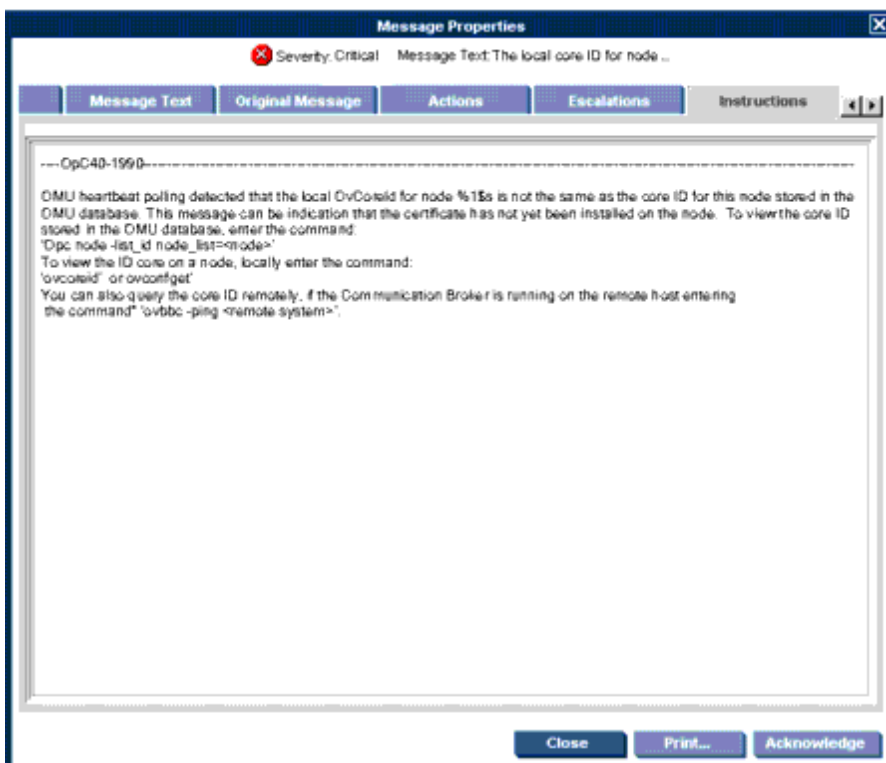 Message Properties
Severity: Critical Message Text: The local core ID for node ...
Message Text Original Message Actions Escalations Instructions
----OpC40-1990----
OMU heartbeat polling detected that the local OvCoreId for node %1$s is not the same as the core ID for this node stored in the
OMU database. This message can be indication that the certificate has not yet been installed on the node. To view the core ID
stored in the OMU database, enter the command:
'Opc node -list_id node_list=<node>'
To view the ID core on a node, locally enter the command:
'ovcoreid' or ovconfget'
You can also query the core ID remotely, if the Communication Broker is running on the remote host entering
the command" 'ovbbc -ping <remote system>'.
Close Print... Acknowledge